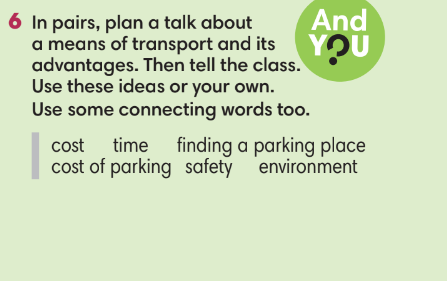 6 In pairs, plan a talk about
a means of transport and its
advantages. Then tell the class.
Use these ideas or your own.
Use some connecting words too.
And
Y?U
cost time finding a parking place
cost of parking safety environment